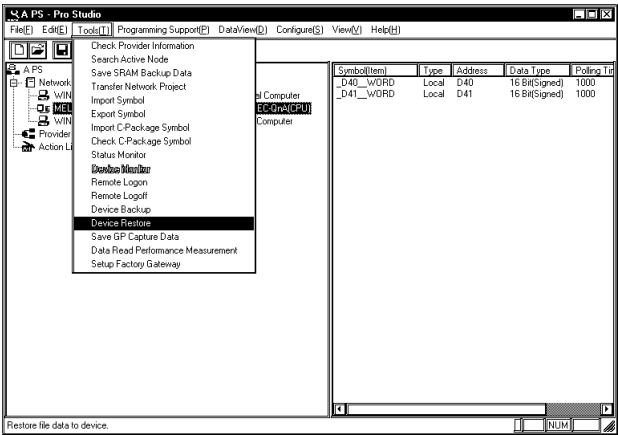 A PS - Pro Studio
File(F) Edit(E) Tools(T) Programming Support(P) DataView(D) Configure(S) View(V) Help(H)
A PS
Network
WIN
MEL
WIN
Provider
Action Li
al Computer
EC-QnA(CPU)
Computer
Check Provider Information
Search Active Node
Save SRAM Backup Data
Transfer Network Project
Import Symbol
Export Symbol
Import C-Package Symbol
Check C-Package Symbol
Status Monitor
Device Monitor
Remote Logon
Remote Logoff
Device Backup
Device Restore
Save GP Capture Data
Data Read Performance Measurement
Setup Factory Gateway
Symbol(Item) Type Address Data Type Polling Tim
_D40__WORD Local D40 16 Bit(Signed) 1000
_D41__WORD Local D41 16 Bit(Signed) 1000
Restore file data to device. NUM